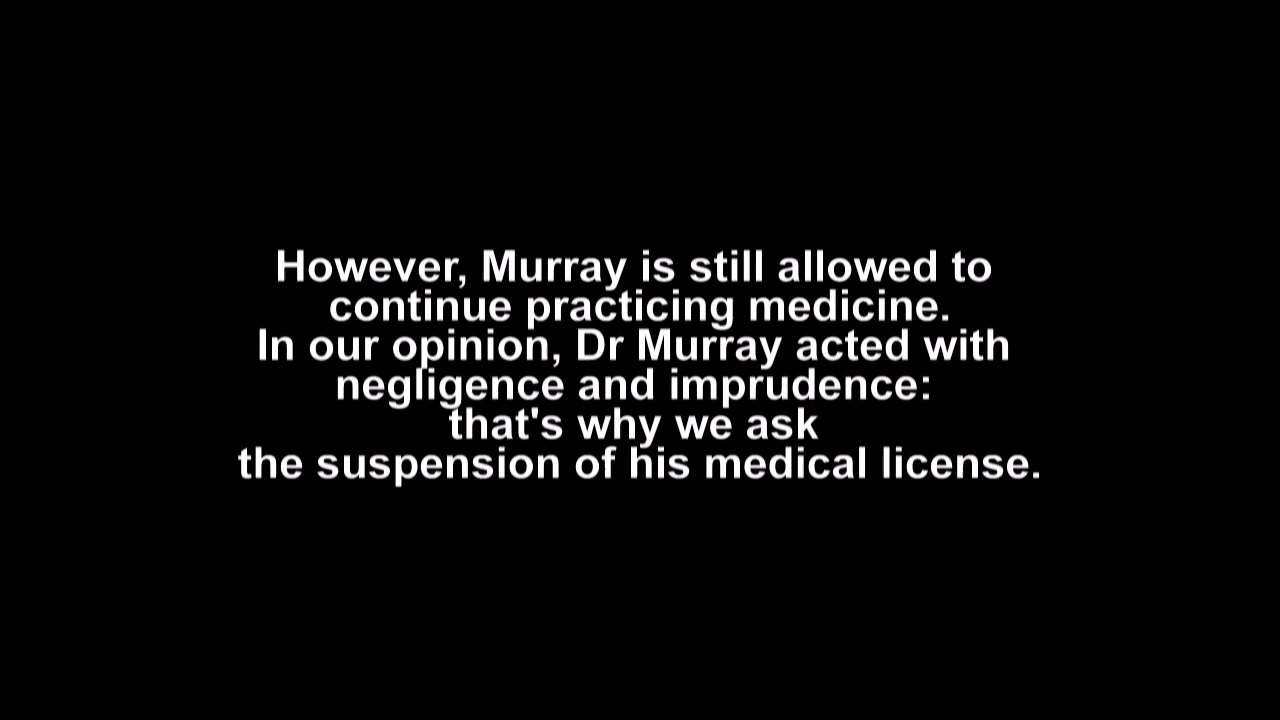 However, Murray is still allowed to
continue practicing medicine.
In our opinion, Dr Murray acted with
negligence and imprudence:
that's why we ask
the suspension of his medical license.